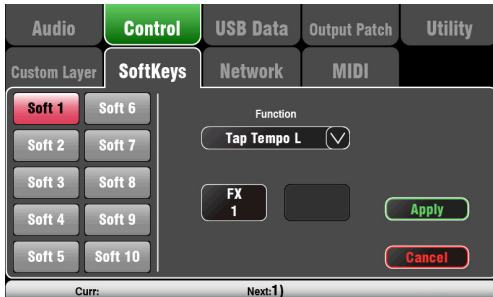 Audio Control USB Data Output Patch Utility
Custom Layer SoftKeys Network MIDI
Soft 1 Soft 6
Function
Soft 2 Soft 7
Tap Tempo L
Soft 3 Soft 8
FX
1
Soft 4 Soft 9
Apply
Soft 5 Soft 10
Cancel
Curr: Next:1)